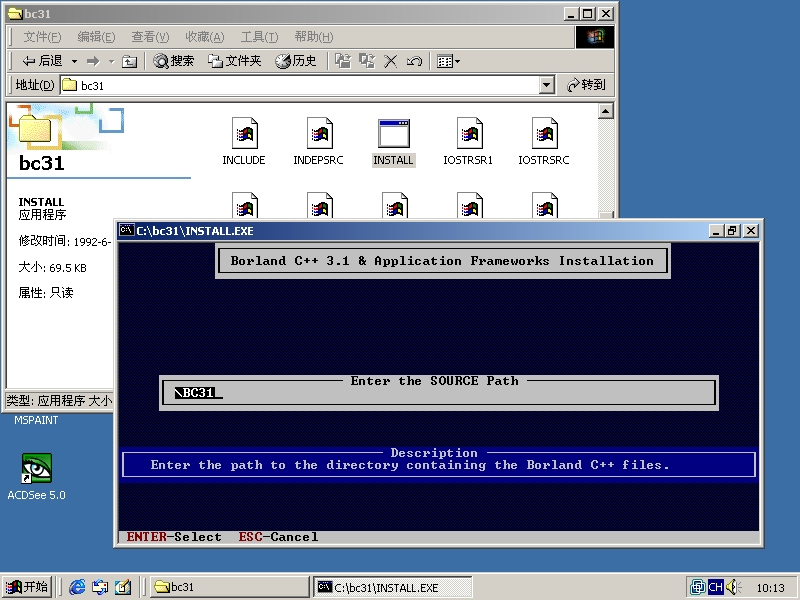 bc31
文件(F) 编辑(E) 查看(V) 收藏(A) 工具(T) 帮助(H)
后退 搜索 文件夹 历史
地址(D) bc31 转到
bc31
INSTALL
应用程序
修改时间: 1992-6-
大小: 69.5 KB
属性: 只读
INCLUDE INDEPSRC INSTALL IOSTRSR1 IOSTRSRC
类型: 应用程序 大小
C:\bc31\INSTALL.EXE
Borland C++ 3.1 & Application Frameworks Installation
Enter the SOURCE Path
\BC31_
Description
Enter the path to the directory containing the Borland C++ files.
ENTER-Select ESC-Cancel
MSPAINT
ACDSee 5.0
开始 bc31 C:\bc31\INSTALL.EXE CH 10:13